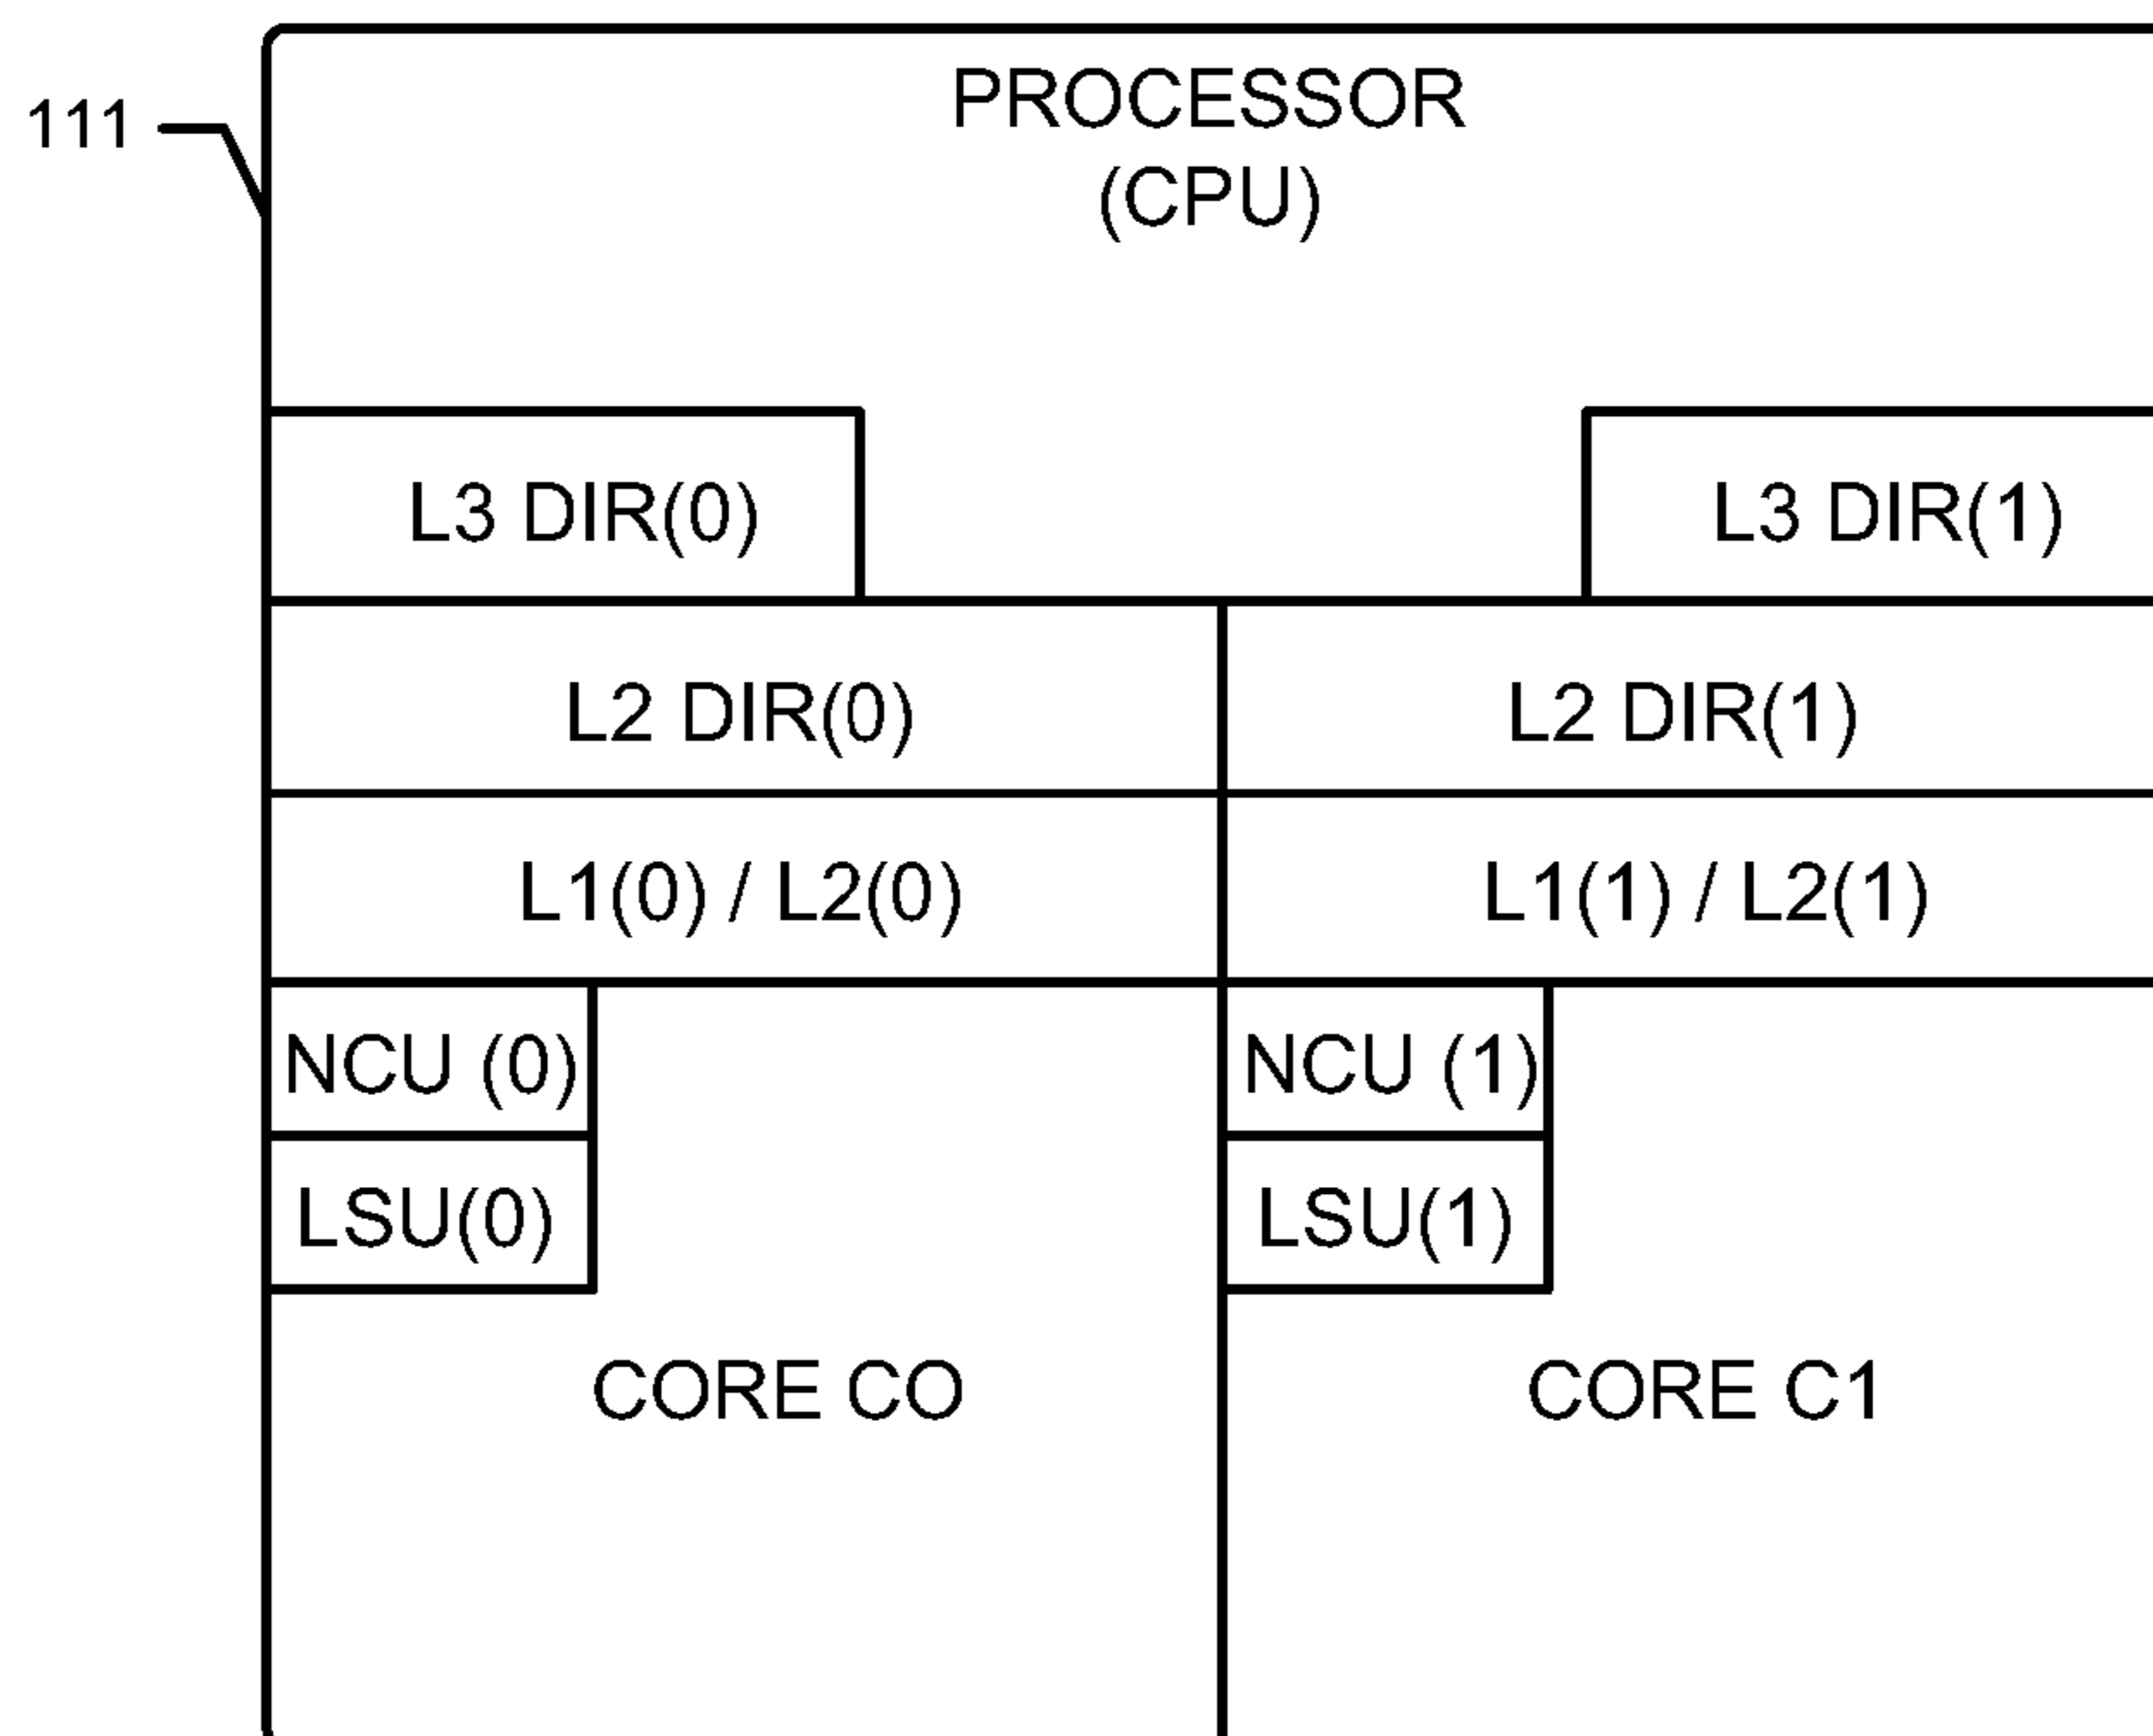 111
PROCESSOR
(CPU)
L3 DIR(0)
L3 DIR(1)
L2 DIR(0)
L2 DIR(1)
L1(0) / L2(0)
L1(1) / L2(1)
NCU (0)
NCU (1)
LSU(0)
LSU(1)
CORE CO
CORE C1